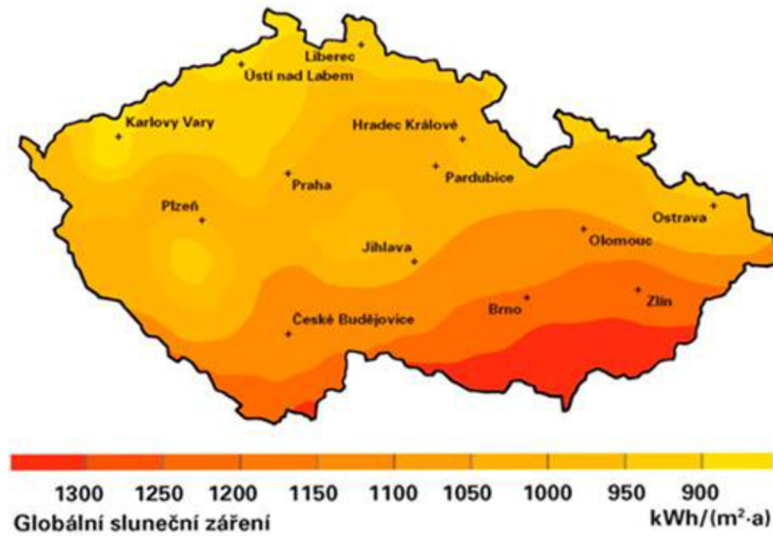 Liberec
Ústí nad Labem
Karlovy Vary
Hradec Králové
Praha
Pardubice
Plzeň
Ostrava
Olomouc
Jihlava
Brno
Zlín
České Budějovice
1300 1250 1200 1150 1100 1050 1000 950 900
Globální sluneční záření
kWh/(m²·a)